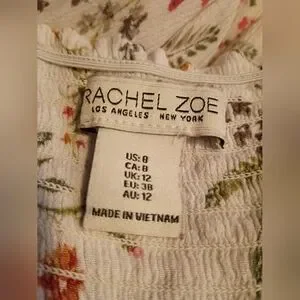 RACHEL ZOE
LOS ANGELES NEW YORK
US: 8
CA: 8
UK: 12
EU: 38
AU: 12
MADE IN VIETNAM